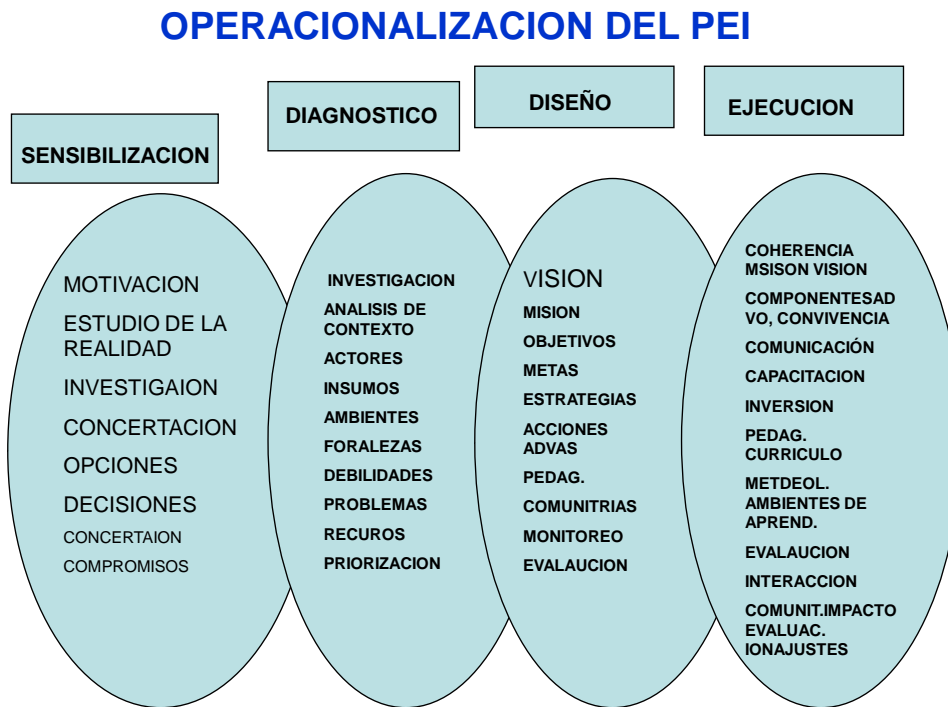 OPERACIONALIZACION DEL PEI
SENSIBILIZACION
MOTIVACION
ESTUDIO DE LA
REALIDAD
INVESTIGAION
CONCERTACION
OPCIONES
DECISIONES
CONCERTAION
COMPROMISOS
DIAGNOSTICO
INVESTIGACION
ANALISIS DE
CONTEXTO
ACTORES
INSUMOS
AMBIENTES
FORALEZAS
DEBILIDADES
PROBLEMAS
RECUROS
PRIORIZACION
DISEÑO
VISION
MISION
OBJETIVOS
METAS
ESTRATEGIAS
ACCIONES
ADVAS
PEDAG.
COMUNITRIAS
MONITOREO
EVALAUCION
EJECUCION
COHERENCIA
MSISON VISION
COMPONENTESAD
VO, CONVIVENCIA
COMUNICACIÓN
CAPACITACION
INVERSION
PEDAG.
CURRICULO
METDEOL.
AMBIENTES DE
APREND.
EVALAUCION
INTERACCION
COMUNIT.IMPACTO
EVALUAC.
IONAJUSTES